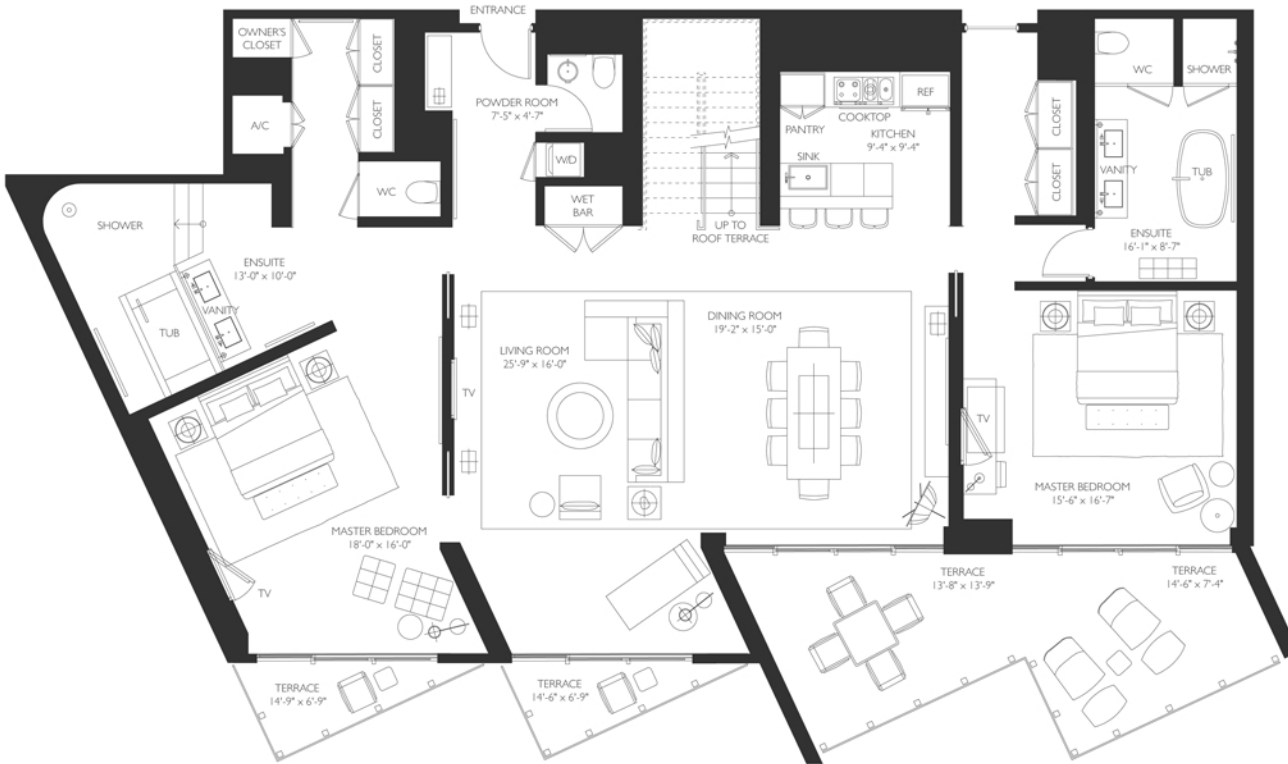 ENTRANCE
OWNER'S
CLOSET
CLOSET
CLOSET
A/C
WC
POWDER ROOM
7'-5" x 4'-7"
W/D
WET
BAR
UP TO
ROOF TERRACE
PANTRY
COOKTOP
REF
KITCHEN
9'-4" x 9'-4"
SINK
CLOSET
CLOSET
WC
SHOWER
VANITY
TUB
ENSUITE
16'-1" x 8'-7"
SHOWER
ENSUITE
13'-0" x 10'-0"
VANITY
TUB
TV
LIVING ROOM
25'-9" x 16'-0"
DINING ROOM
19'-2" x 15'-0"
TV
MASTER BEDROOM
15'-6" x 16'-7"
MASTER BEDROOM
18'-0" x 16'-0"
TV
TERRACE
13'-8" x 13'-9"
TERRACE
14'-6" x 7'-4"
TERRACE
14'-9" x 6'-9"
TERRACE
14'-6" x 6'-9"